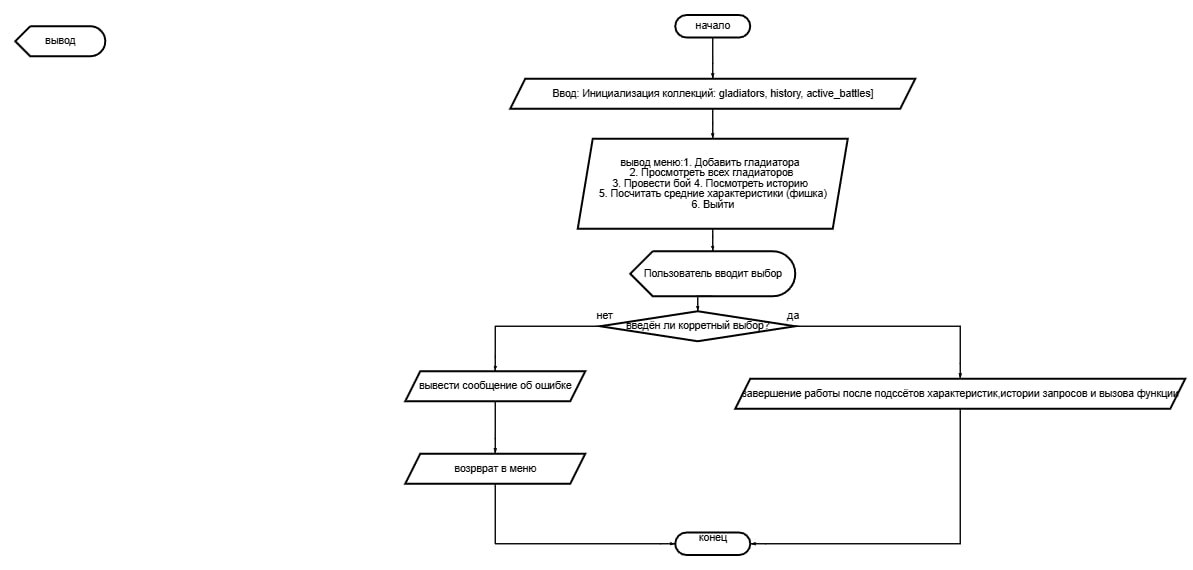 начало
вывод
Ввод: Инициализация коллекций: gladiators, history, active_battles]
вывод меню:1. Добавить гладиатора
2. Просмотреть всех гладиаторов
3. Провести бой 4. Посмотреть историю
5. Посчитать средние характеристики (фишка)
6. Выйти
Пользователь вводит выбор
нет
введён ли корретный выбор?
да
вывести сообщение об ошибке
завершение работы после подссётов характеристик,истории запросов и вызова функции
возрврат в меню
конец